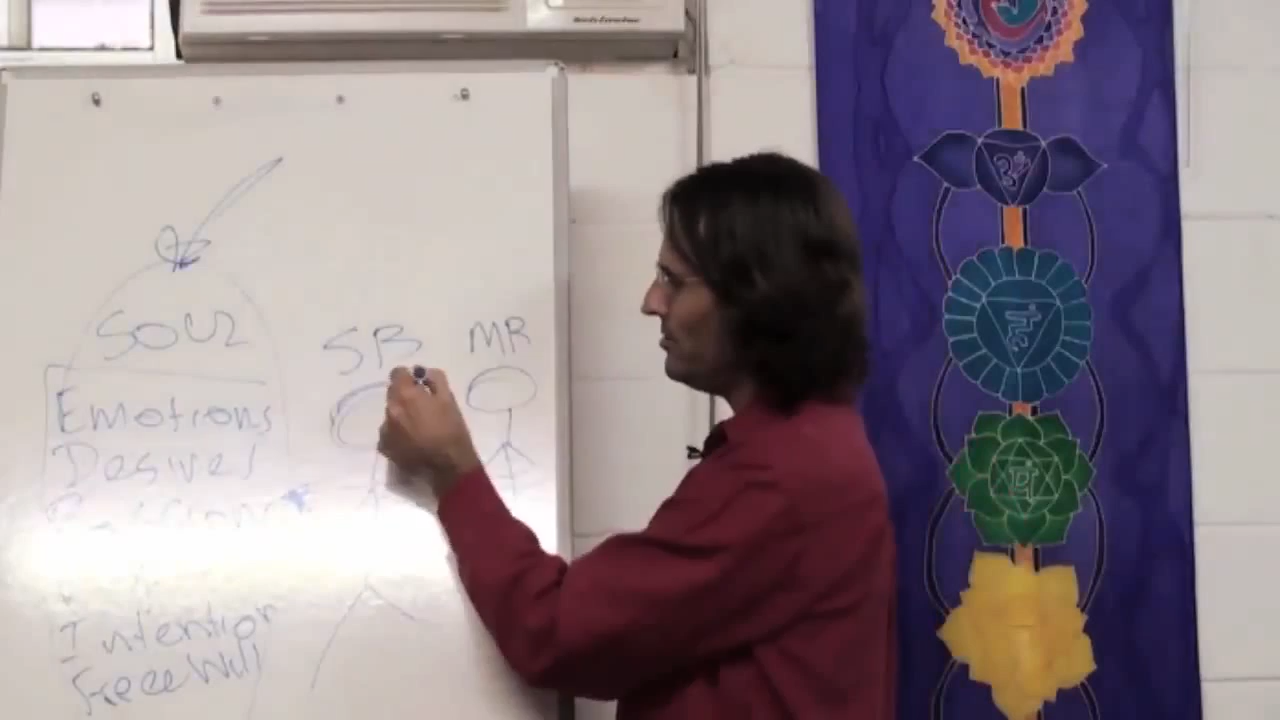 SOUL
SB MR
Emotions
Desires
Intention
Free Will
ॐ